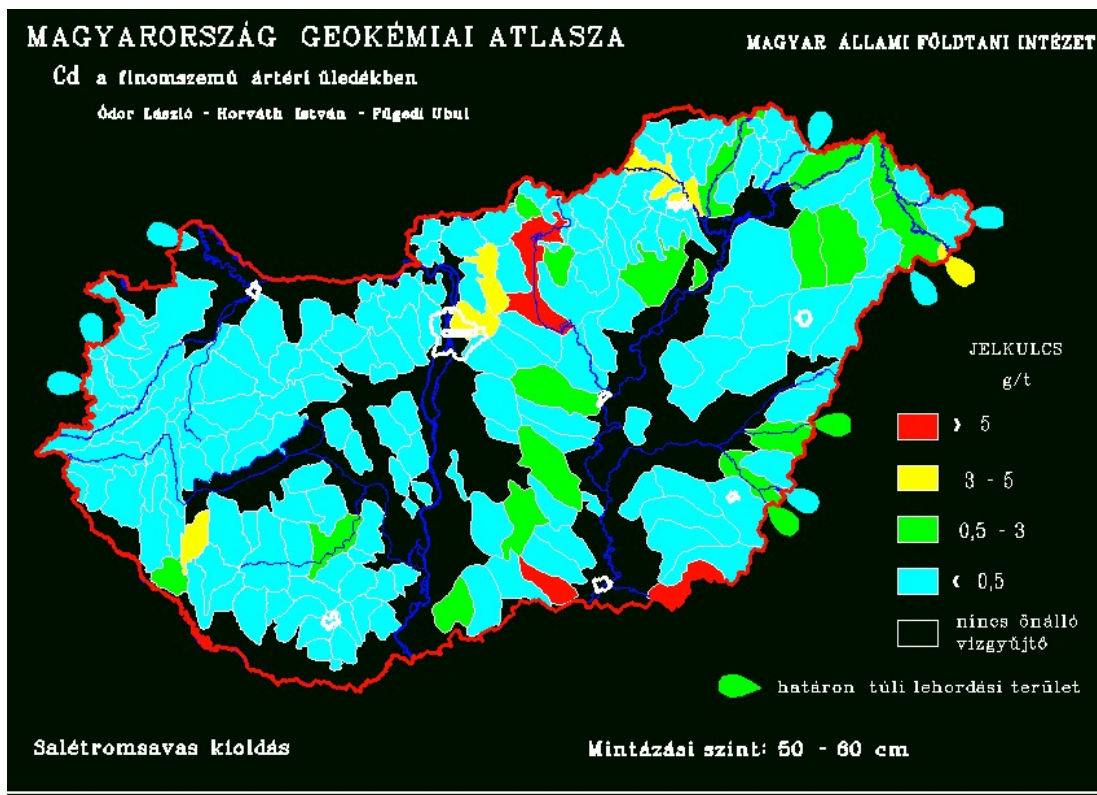 MAGYARORSZÁG GEOKÉMIAI ATLASZA
MAGYAR ÁLLAMI FÖLDTANI INTÉZET
Cd a finomszemű ártéri üledékben
Ódor László - Horváth István - Fügedi Ubul
JELKULCS
g/t
> 5
3 - 5
0,5 - 3
< 0,5
nincs önálló
vízgyűjtő
határon túli lehordási terület
Salétromsavas kioldás
Mintázási szint: 50 - 60 cm